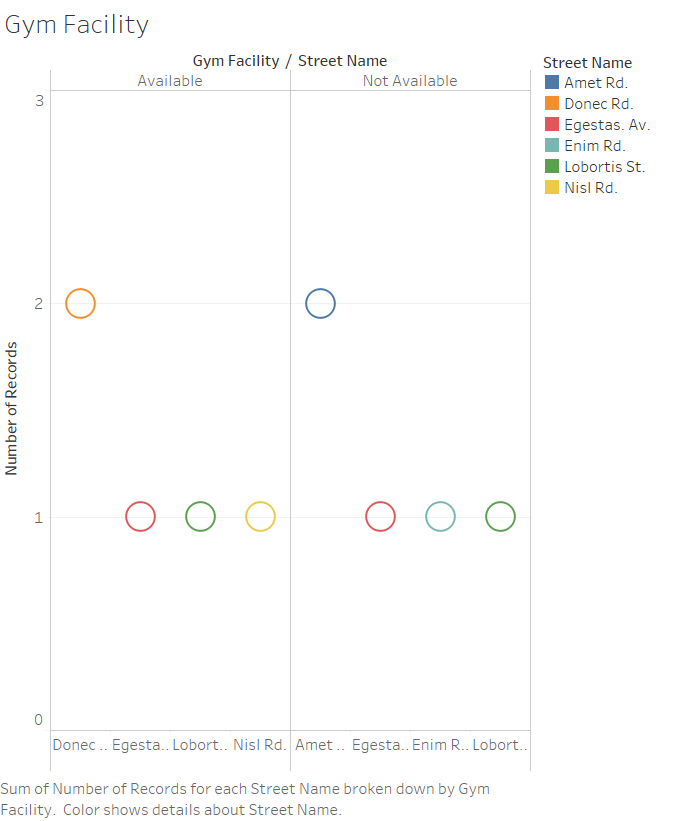 Gym Facility
Gym Facility / Street Name
Available
Not Available
Street Name
Amet Rd.
Donec Rd.
Egestas. Av.
Enim Rd.
Lobortis St.
Nisl Rd.
Number of Records
3
2
1
0
Donec .. Egesta.. Lobort.. Nisl Rd. Amet .. Egesta.. Enim R.. Lobort..
Sum of Number of Records for each Street Name broken down by Gym
Facility. Color shows details about Street Name.